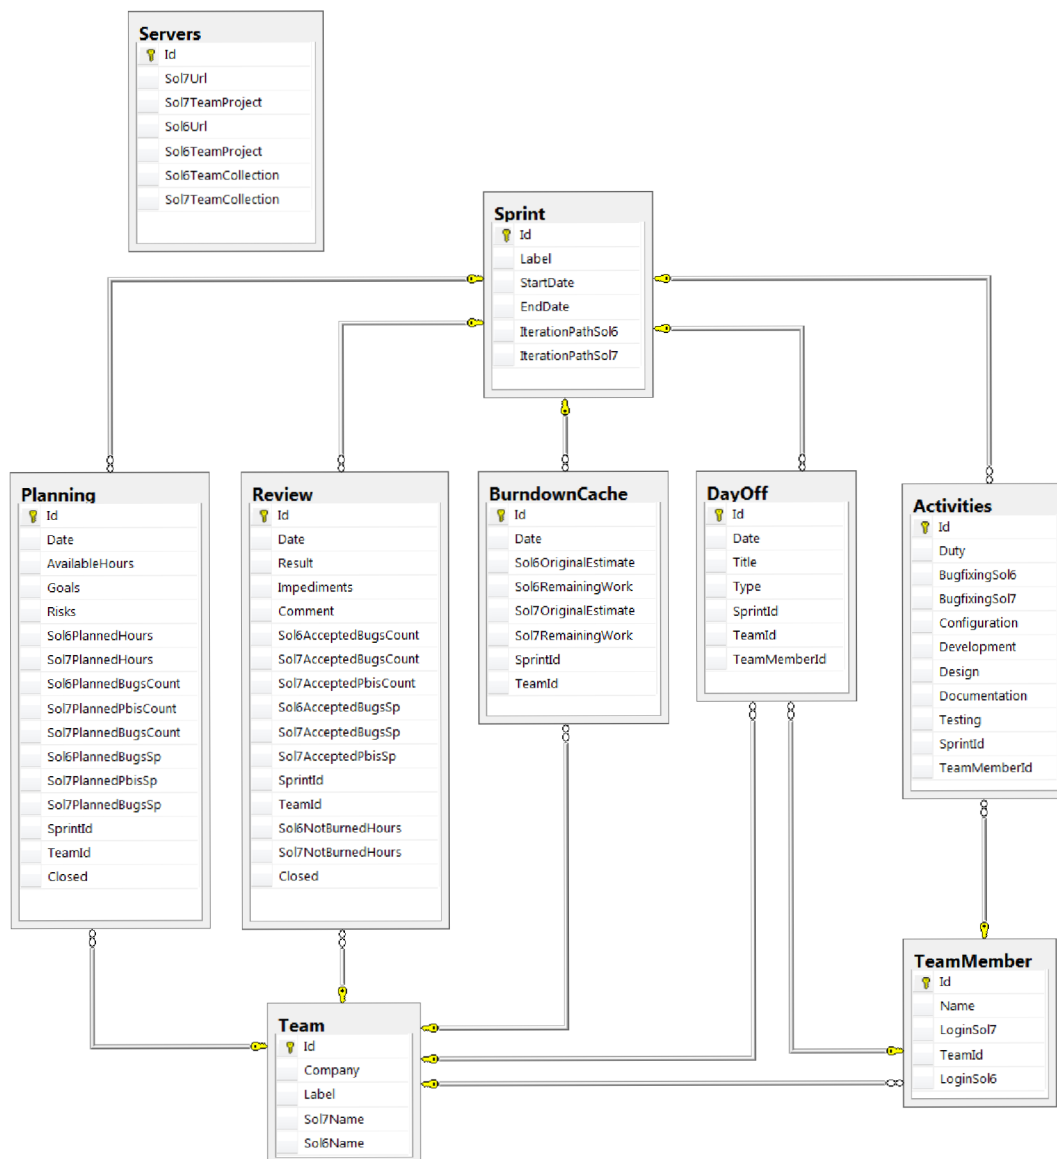 Servers
Id
Sol7Url
Sol7TeamProject
Sol6Url
Sol6TeamProject
Sol6TeamCollection
Sol7TeamCollection
Sprint
Id
Label
StartDate
EndDate
IterationPathSol6
IterationPathSol7
Planning
Id
Date
AvailableHours
Goals
Risks
Sol6PlannedHours
Sol7PlannedHours
Sol6PlannedBugsCount
Sol7PlannedPbisCount
Sol7PlannedBugsCount
Sol6PlannedBugsSp
Sol7PlannedPbisSp
Sol7PlannedBugsSp
SprintId
TeamId
Closed
Review
Id
Date
Result
Impediments
Comment
Sol6AcceptedBugsCount
Sol7AcceptedBugsCount
Sol7AcceptedPbisCount
Sol6AcceptedBugsSp
Sol7AcceptedBugsSp
Sol7AcceptedPbisSp
SprintId
TeamId
Sol6NotBurnedHours
Sol7NotBurnedHours
Closed
BurndownCache
Id
Date
Sol6OriginalEstimate
Sol6RemainingWork
Sol7OriginalEstimate
Sol7RemainingWork
SprintId
TeamId
DayOff
Id
Date
Title
Type
SprintId
TeamId
TeamMemberId
Activities
Id
Duty
BugfixingSol6
BugfixingSol7
Configuration
Development
Design
Documentation
Testing
SprintId
TeamMemberId
Team
Id
Company
Label
Sol7Name
Sol6Name
TeamMember
Id
Name
LoginSol7
TeamId
LoginSol6